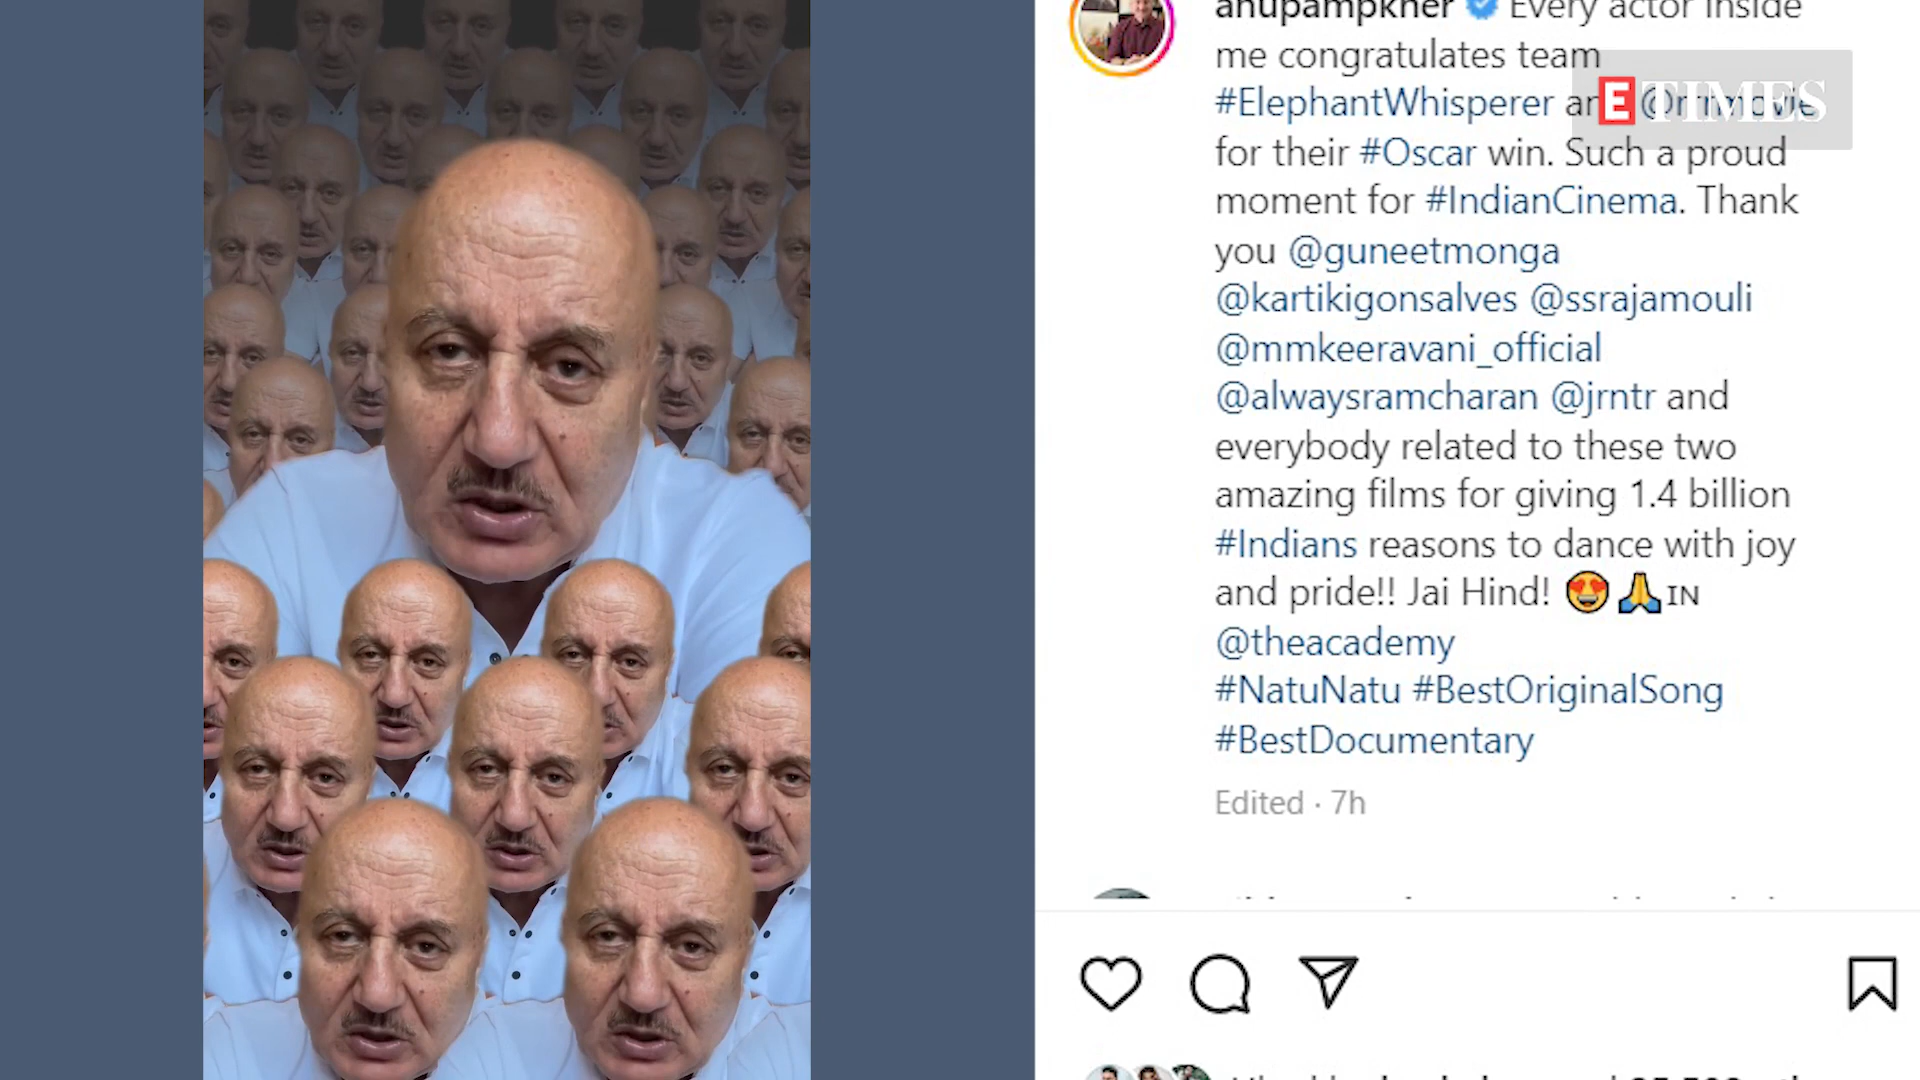 anupampkher Every actor inside
me congratulates team
#ElephantWhisperer and @rrrmovie
ETIMES
for their #Oscar win. Such a proud
moment for #IndianCinema. Thank
you @guneetmonga
@kartikigonsalves @ssrajamouli
@mmkeeravani_official
@alwaysramcharan @jrntr and
everybody related to these two
amazing films for giving 1.4 billion
#Indians reasons to dance with joy
and pride!! Jai Hind! 😍🙏IN
@theacademy
#NatuNatu #BestOriginalSong
#BestDocumentary
Edited · 7h